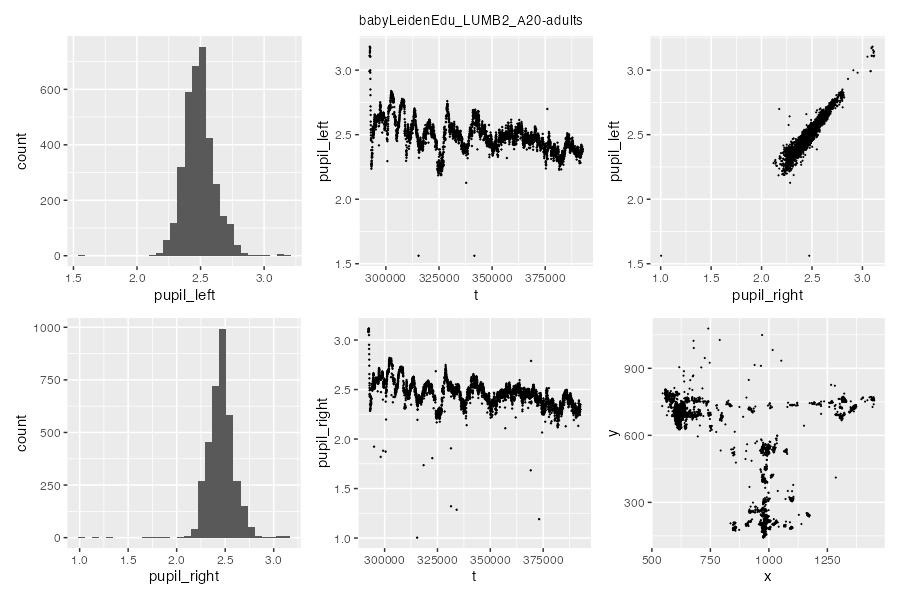 babyLeidenEdu_LUMB2_A20-adults
count
600
400
200
0
1.5 2.0 2.5 3.0
pupil_left
pupil_left
3.0
2.5
2.0
1.5
300000 325000 350000 375000
t
pupil_left
3.0
2.5
2.0
1.5
1.0 1.5 2.0 2.5 3.0
pupil_right
count
1000
750
500
250
0
1.0 1.5 2.0 2.5 3.0
pupil_right
pupil_right
3.0
2.5
2.0
1.5
1.0
300000 325000 350000 375000
t
y
900
600
300
500 750 1000 1250
x